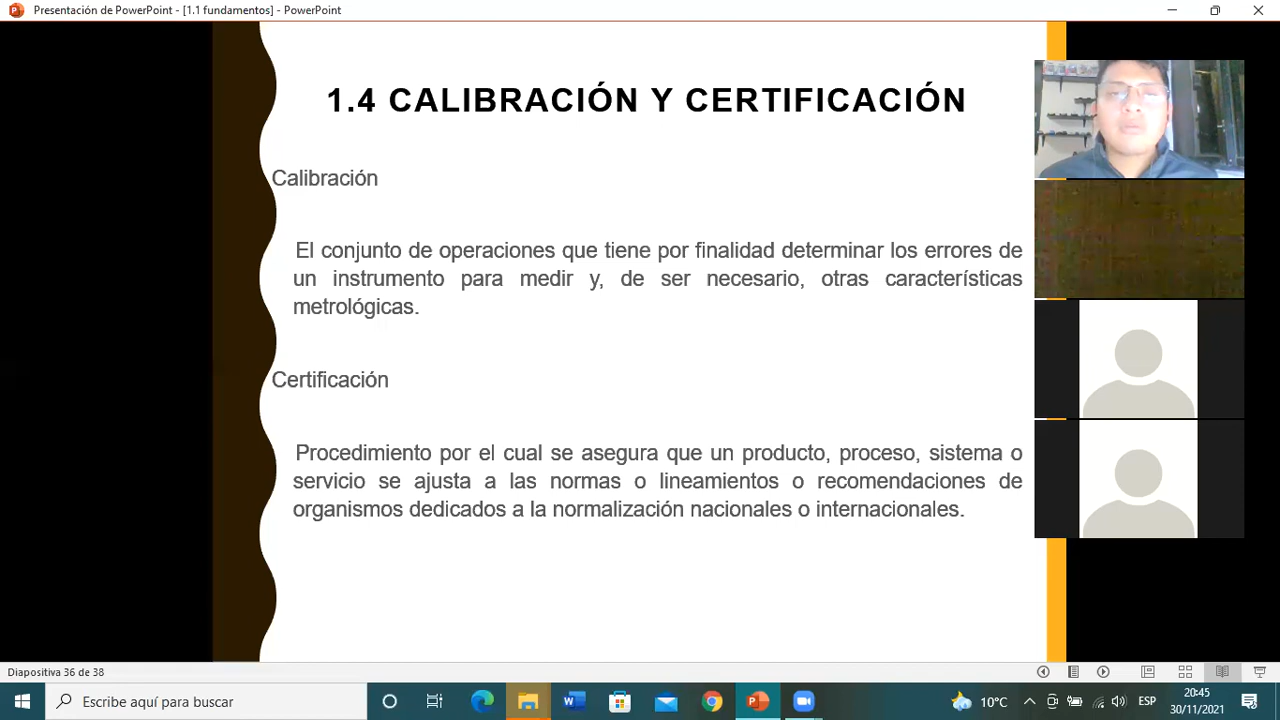 Presentación de PowerPoint - [1.1 fundamentos] - PowerPoint
1.4 CALIBRACIÓN Y CERTIFICACIÓN
Calibración
El conjunto de operaciones que tiene por finalidad determinar los errores de
un instrumento para medir y, de ser necesario, otras características
metrológicas.
Certificación
Procedimiento por el cual se asegura que un producto, proceso, sistema o
servicio se ajusta a las normas o lineamientos o recomendaciones de
organismos dedicados a la normalización nacionales o internacionales.
Diapositiva 36 de 38
Escribe aquí para buscar
10°C
ESP
20:45
30/11/2021